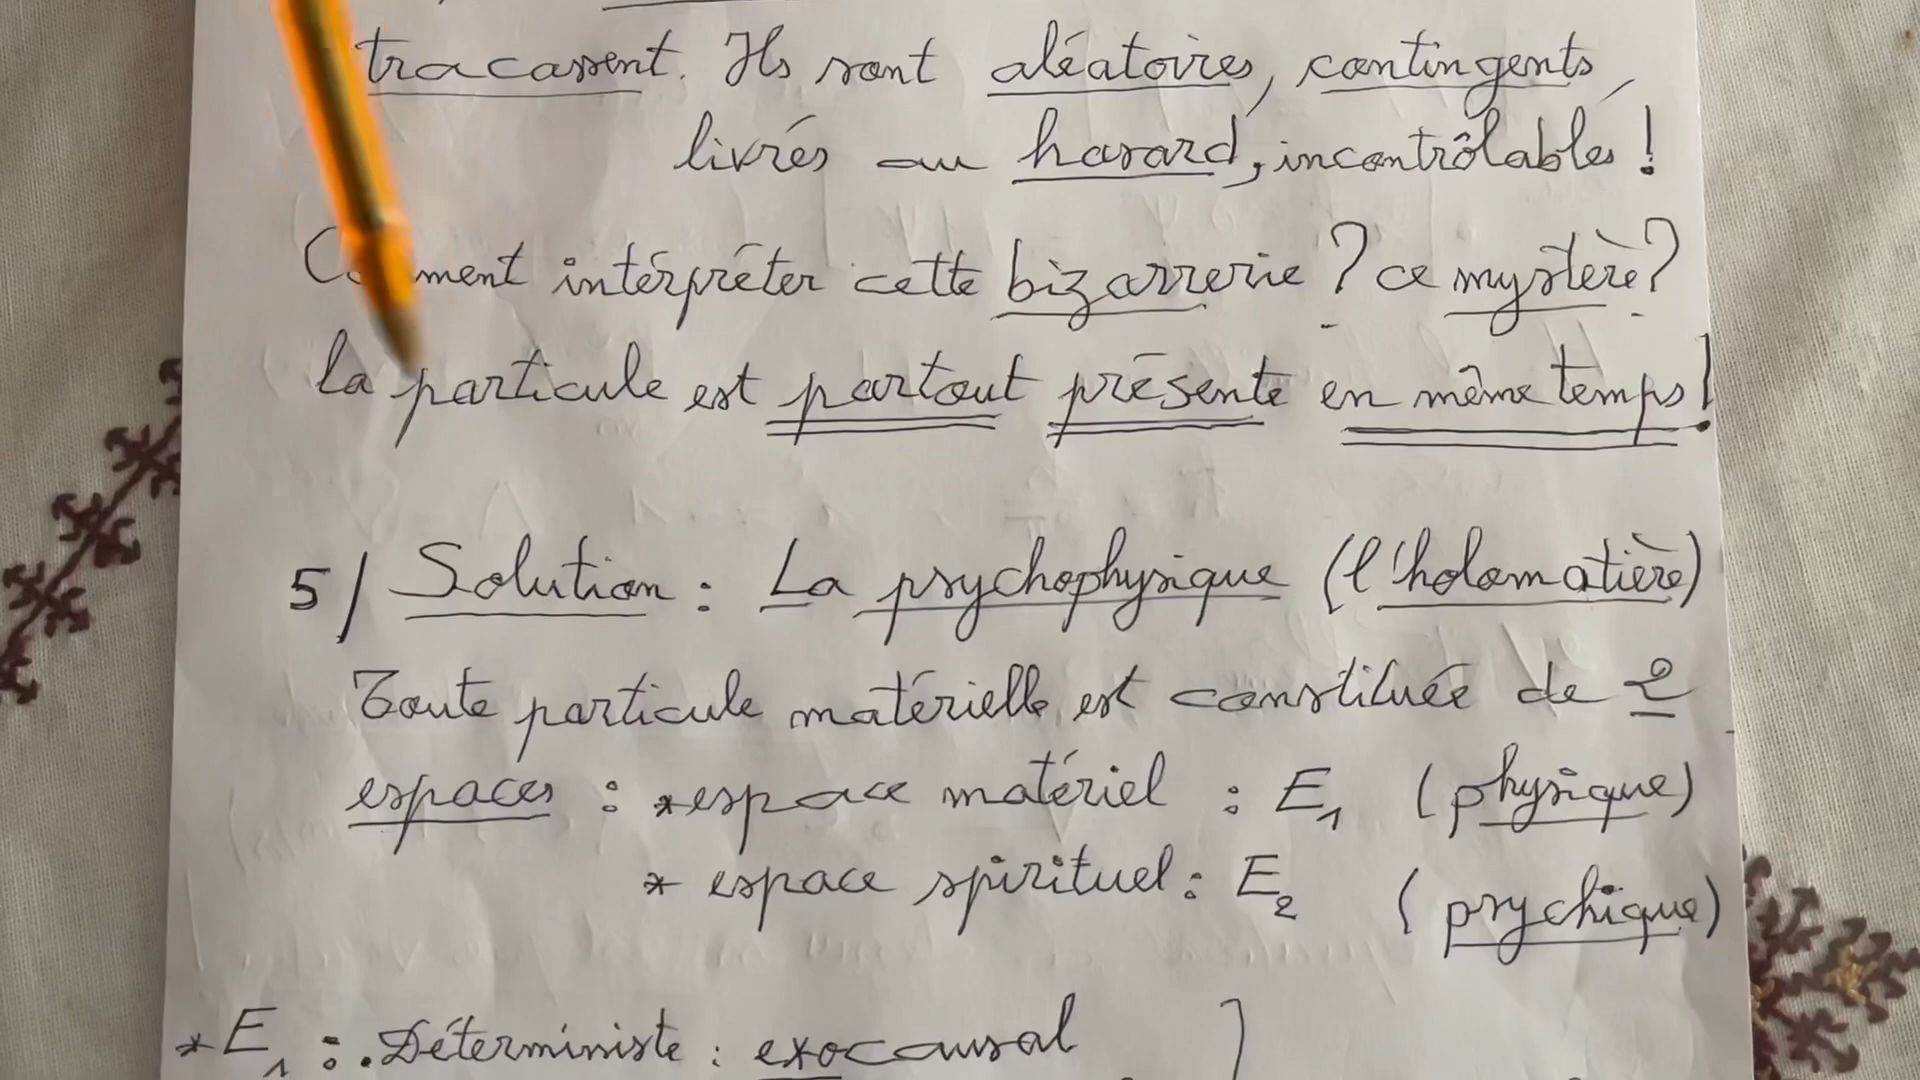 tracassent. Ils sont aléatoires, contingents,
livrés au hasard, incontrôlables !
Comment intérpréter cette bizarrerie ? ce mystère ?
la particule est partout présente en même temps !
5/ Solution : La psychophysique (l'holomatière)
Toute particule matérielle est constituée de 2
espaces : * espace matériel : E₁ (physique)
* espace spirituel : E₂ (psychique)
* E₁ : . Déterministe : exocausal ]